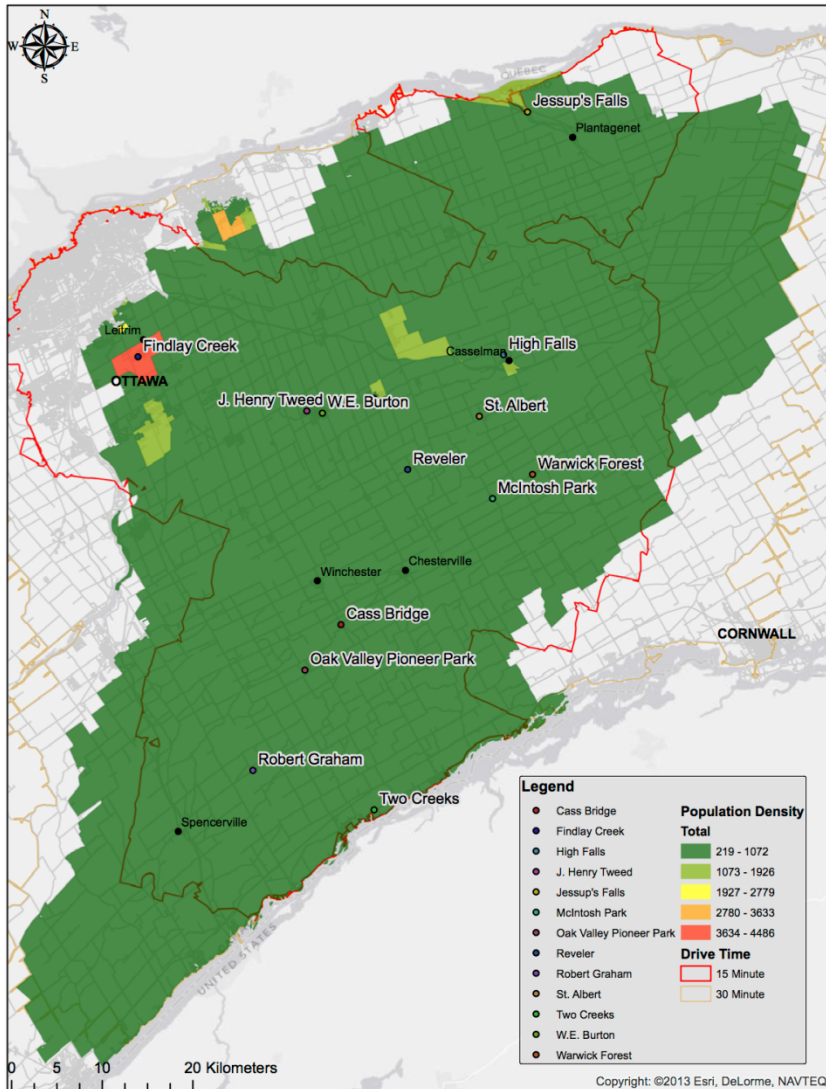 N
W E
S
QUEBEC
Jessup's Falls
Plantagenet
Leitrim
Findlay Creek
OTTAWA
Casselman
High Falls
J. Henry Tweed
W.E. Burton
St. Albert
Reveler
Warwick Forest
McIntosh Park
Chesterville
Winchester
Cass Bridge
CORNWALL
Oak Valley Pioneer Park
Robert Graham
Two Creeks
Spencerville
UNITED STATES
Legend
Cass Bridge
Findlay Creek
High Falls
J. Henry Tweed
Jessup's Falls
McIntosh Park
Oak Valley Pioneer Park
Reveler
Robert Graham
St. Albert
Two Creeks
W.E. Burton
Warwick Forest
Population Density
Total
219 - 1072
1073 - 1926
1927 - 2779
2780 - 3633
3634 - 4486
Drive Time
15 Minute
30 Minute
0 5 10 20 Kilometers
Copyright: ©2013 Esri, DeLorme, NAVTEQ